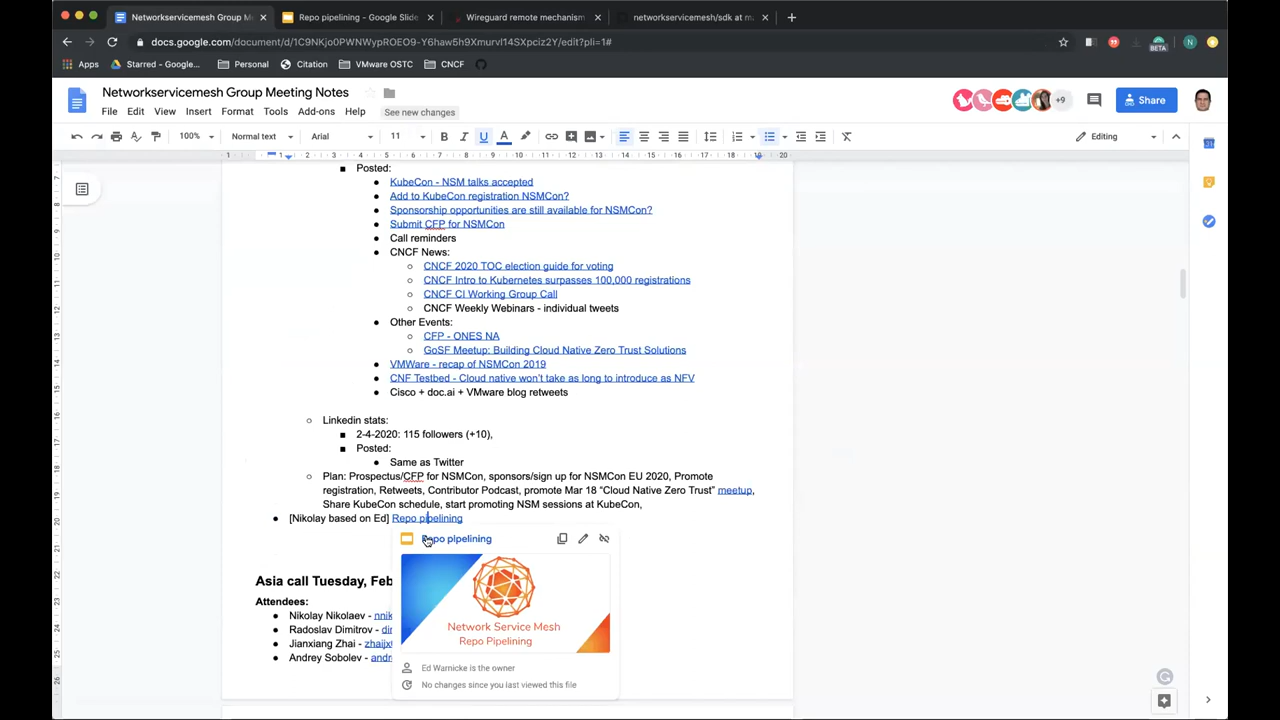 Networkservicemesh Group M
Repo pipelining - Google Slide
Wireguard remote mechanism
networkservicemesh/sdk at m
docs.google.com/document/d/1C9NKjo0PWNWypROEO9-Y6haw5h9Xmurvl14SXpciz2Y/edit?pli=1#
BETA
N
Apps
Starred - Google...
Personal
Citation
VMware OSTC
CNCF
Networkservicemesh Group Meeting Notes
File Edit View Insert Format Tools Add-ons Help
See new changes
+9
Share
100% Normal text Arial 11
Editing
Posted:
KubeCon - NSM talks accepted
Add to KubeCon registration NSMCon?
Sponsorship opportunities are still available for NSMCon?
Submit CFP for NSMCon
Call reminders
CNCF News:
CNCF 2020 TOC election guide for voting
CNCF Intro to Kubernetes surpasses 100,000 registrations
CNCF CI Working Group Call
CNCF Weekly Webinars - individual tweets
Other Events:
CFP - ONES NA
GoSF Meetup: Building Cloud Native Zero Trust Solutions
VMWare - recap of NSMCon 2019
CNF Testbed - Cloud native won't take as long to introduce as NFV
Cisco + doc.ai + VMware blog retweets
Linkedin stats:
2-4-2020: 115 followers (+10),
Posted:
Same as Twitter
Plan: Prospectus/CFP for NSMCon, sponsors/sign up for NSMCon EU 2020, Promote
registration, Retweets, Contributor Podcast, promote Mar 18 “Cloud Native Zero Trust” meetup,
Share KubeCon schedule, start promoting NSM sessions at KubeCon,
[Nikolay based on Ed] Repo pipelining
Repo pipelining
Network Service Mesh
Repo Pipelining
Ed Warnicke is the owner
No changes since you last viewed this file
Asia call Tuesday, Feb
Attendees:
Nikolay Nikolaev - nnik
Radoslav Dimitrov - di
Jianxiang Zhai - zhaijx
Andrey Sobolev - andr